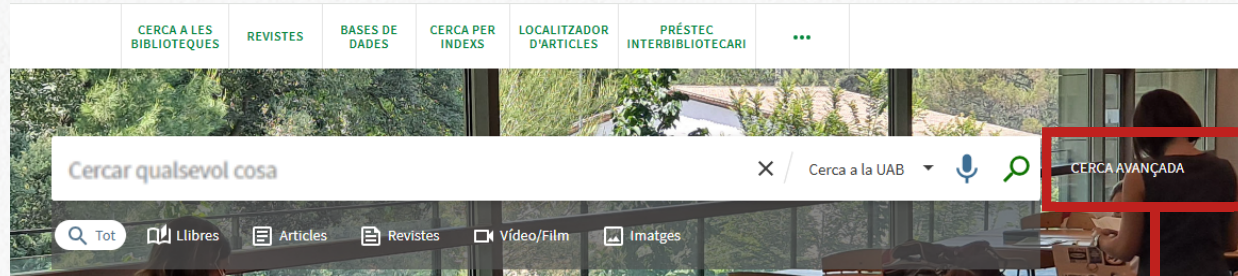 CERCA A LES
BIBLIOTEQUES
REVISTES
BASES DE
DADES
CERCA PER
INDEXS
LOCALITZADOR
D'ARTICLES
PRÉSTEC
INTERBIBLIOTECARI
•••
Cercar qualsevol cosa
Cerca a la UAB
CERCA AVANÇADA
Tot
Llibres
Articles
Revistes
Vídeo/Film
Imatges